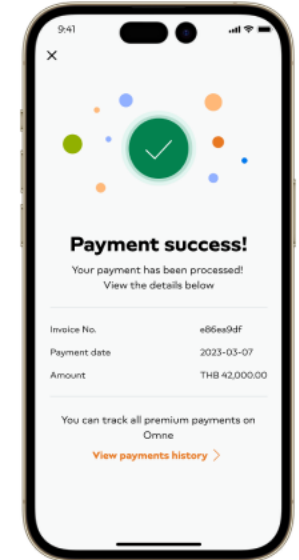 9:41
Payment success!
Your payment has been processed!
View the details below
Invoice No. e86ea9df
Payment date 2023-03-07
Amount THB 42,000.00
You can track all premium payments on
Omne
View payments history >